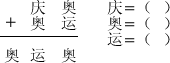 庆 奥 庆=( )
+ 奥 运 奥=( )
运=( )
奥 运 奥